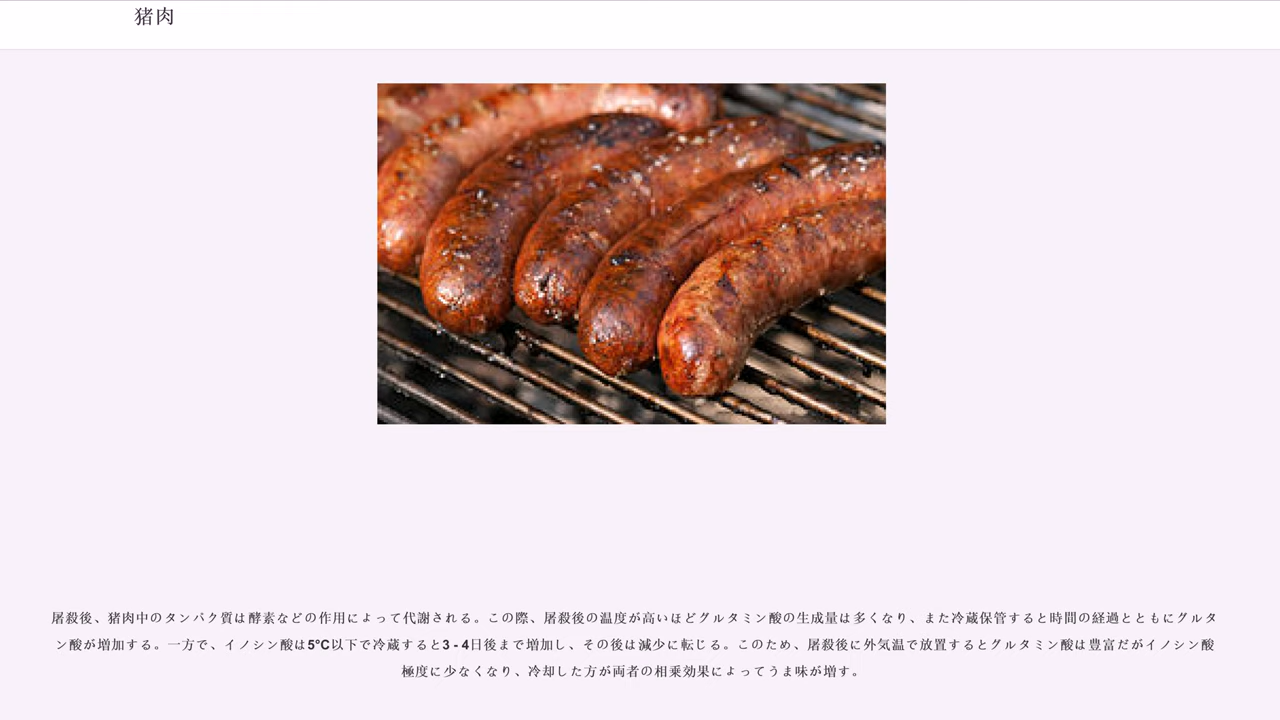 猪肉
屠殺後、猪肉中のタンパク質は酵素などの作用によって代謝される。この際、屠殺後の温度が高いほどグルタミン酸の生成量は多くなり、また冷蔵保管すると時間の経過とともにグルタ
ン酸が増加する。一方で、イノシン酸は5°C以下で冷蔵すると3 - 4日後まで増加し、その後は減少に転じる。このため、屠殺後に外気温で放置するとグルタミン酸は豊富だがイノシン酸
極度に少なくなり、冷却した方が両者の相乗効果によってうま味が増す。